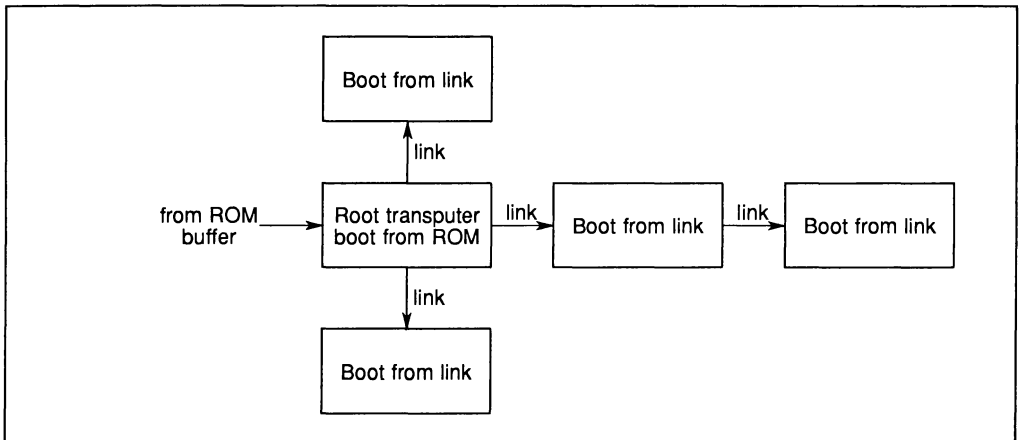 Boot from link
link
from ROM
buffer
Root transputer
boot from ROM
link
Boot from link
link
Boot from link
link
Boot from link